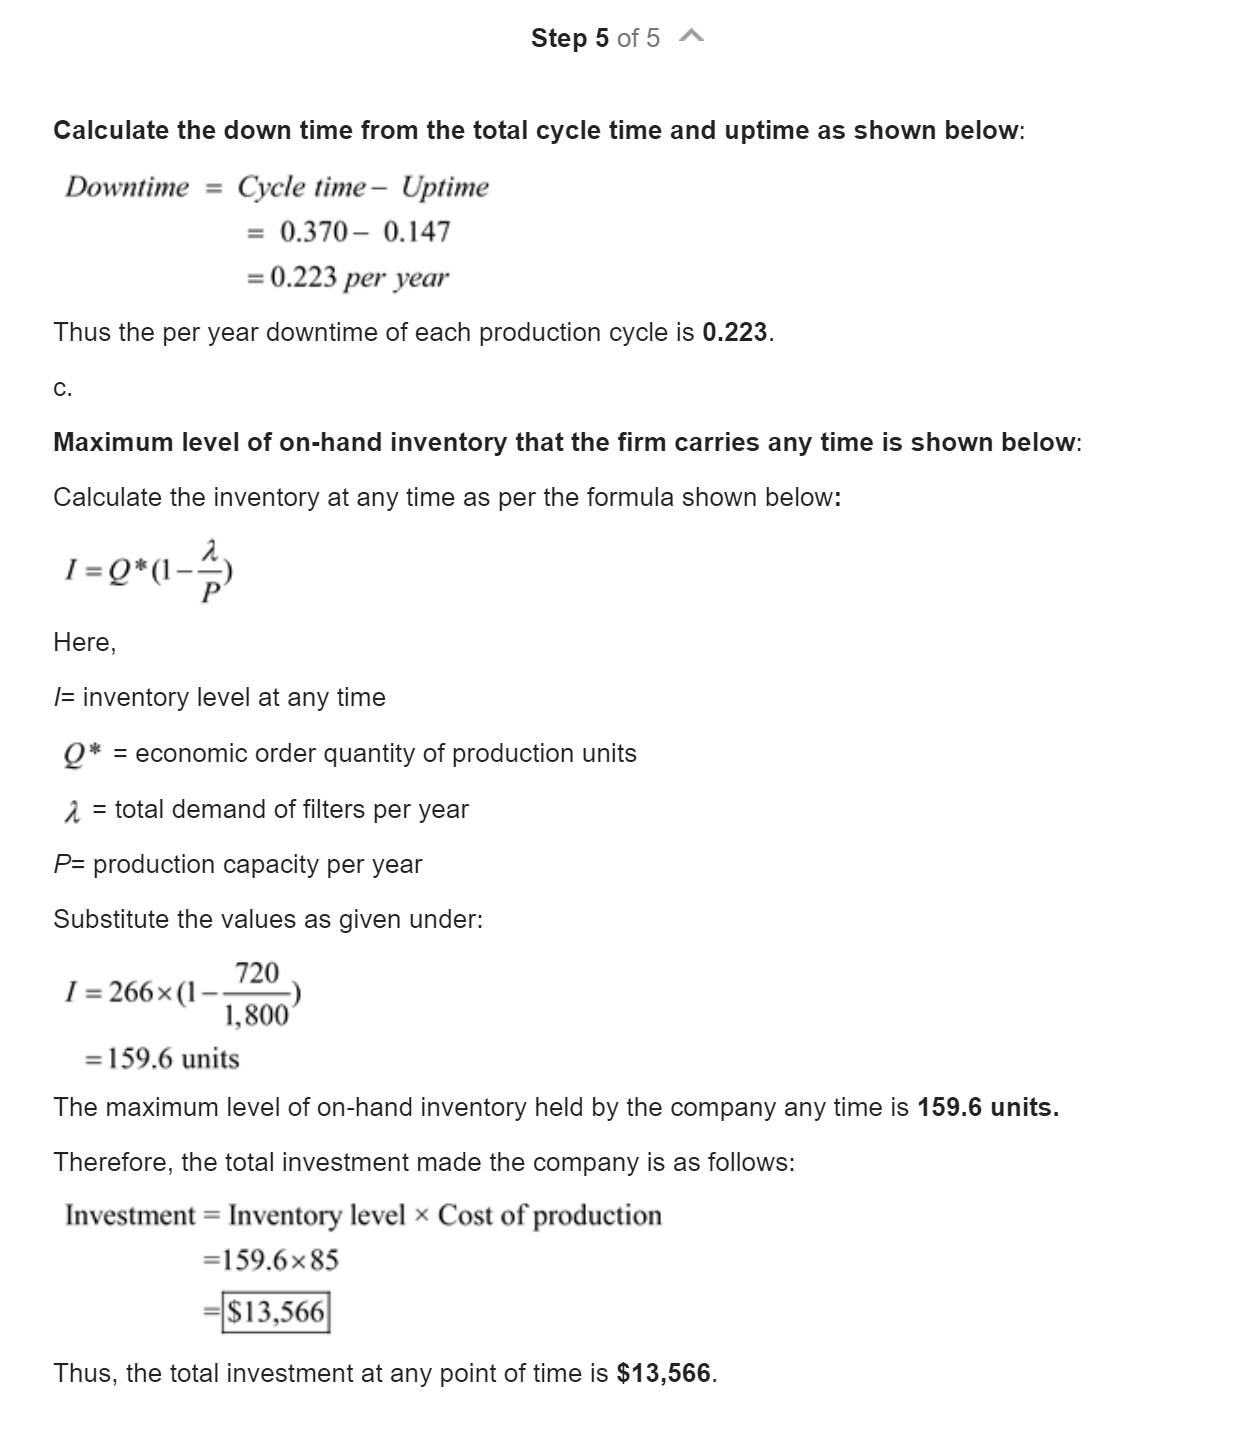 Step 5 of 5
Calculate the down time from the total cycle time and uptime as shown below:
Downtime = Cycle time – Uptime
= 0.370 – 0.147
= 0.223 per year
Thus the per year downtime of each production cycle is 0.223.
c.
Maximum level of on-hand inventory that the firm carries any time is shown below:
Calculate the inventory at any time as per the formula shown below:
I = Q*(1 – λ/P)
Here,
I= inventory level at any time
Q* = economic order quantity of production units
λ = total demand of filters per year
P= production capacity per year
Substitute the values as given under:
I = 266×(1 – 720/1,800)
= 159.6 units
The maximum level of on-hand inventory held by the company any time is 159.6 units.
Therefore, the total investment made the company is as follows:
Investment = Inventory level × Cost of production
=159.6×85
=$13,566
Thus, the total investment at any point of time is $13,566.